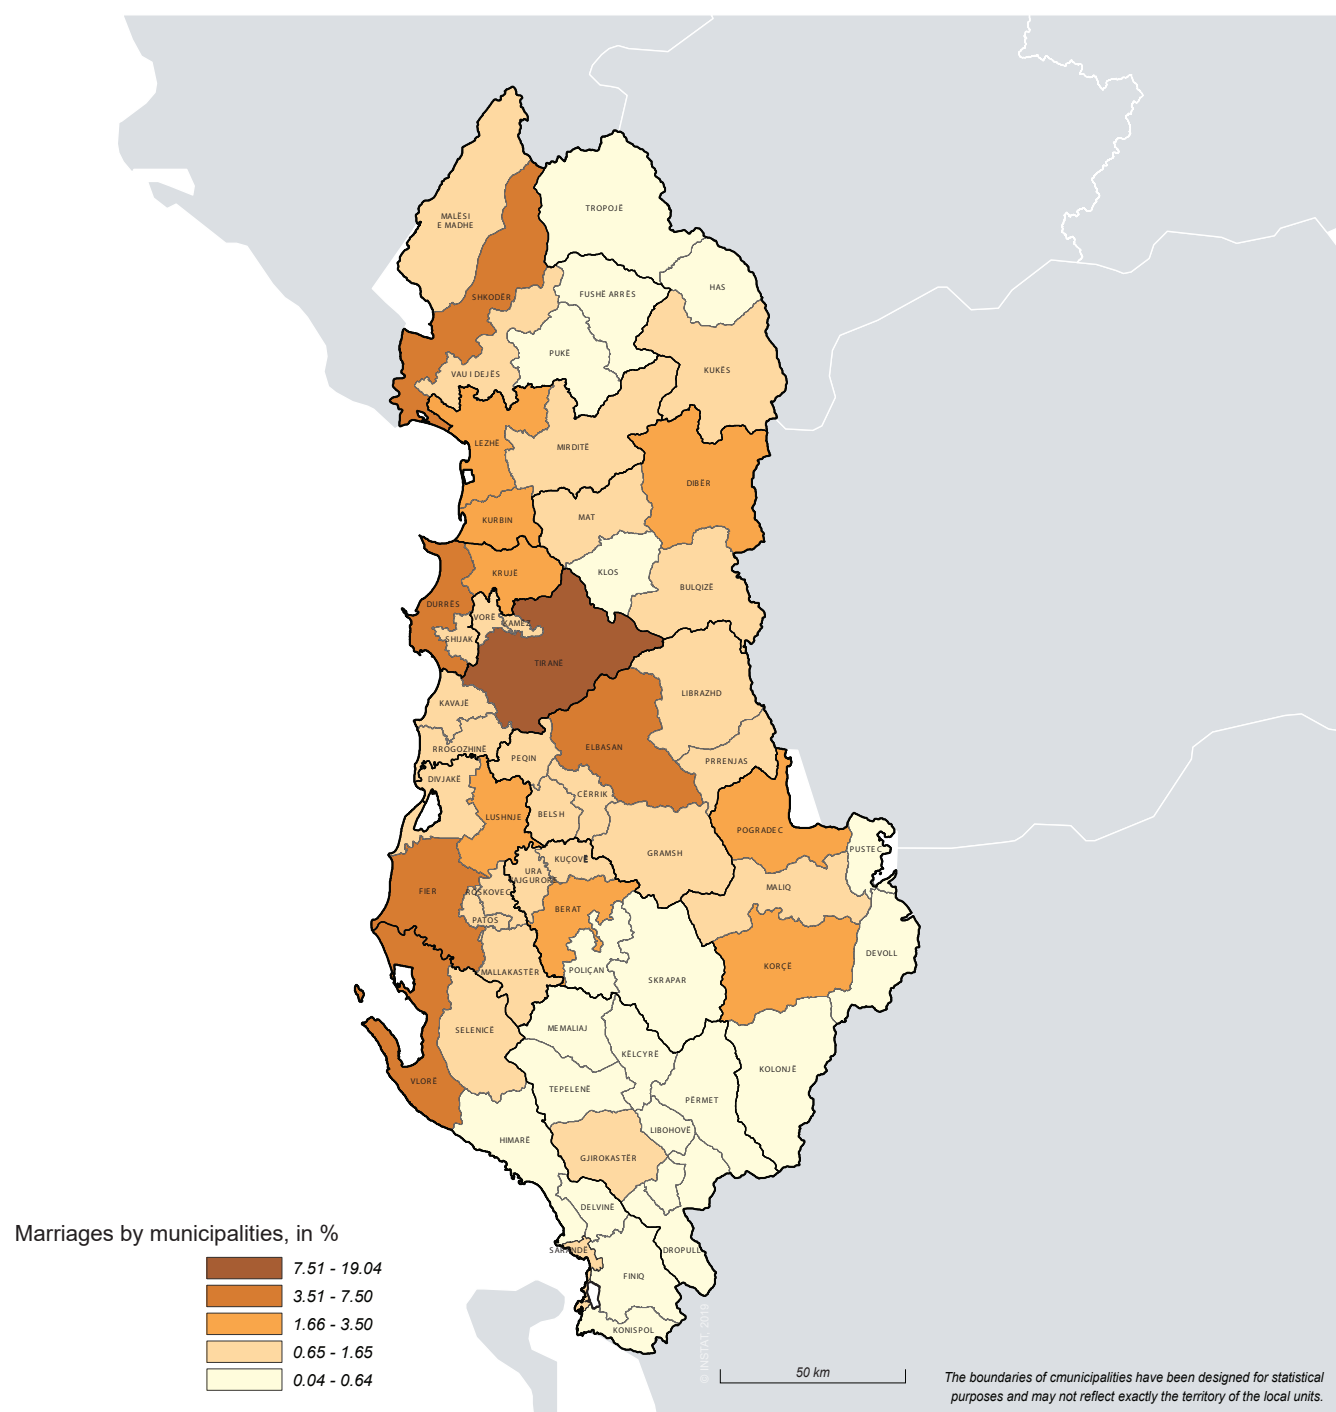 MALËSI
E MADHE
TROPOJË
HAS
SHKODËR
FUSHË ARRËS
PUKË
KUKËS
VAU I DEJËS
LEZHË
MIRDITË
DIBËR
KURBIN
MAT
KRUJË
KLOS
BULQIZË
DURRËS
VORË
KAMËZ
SHIJAK
TIRANË
LIBRAZHD
KAVAJË
RROGOZHINË
ELBASAN
PEQIN
PRRENJAS
DIVJAKË
CËRRIK
LUSHNJE
BELSH
POGRADEC
PUSTEC
GRAMSH
KUÇOVË
URA
VAJGURORE
MALIQ
FIER
ROSKOVEC
BERAT
PATOS
DEVOLL
KORÇË
MALLAKASTËR
POLIÇAN
SKRAPAR
SELENICË
MEMALIAJ
KËLCYRË
KOLONJË
VLORË
TEPELENË
PËRMET
LIBOHOVË
HIMARË
GJIROKASTËR
DELVINË
SARANDË
DROPULL
FINIQ
KONISPOL
Marriages by municipalities, in %
7.51 - 19.04
3.51 - 7.50
1.66 - 3.50
0.65 - 1.65
0.04 - 0.64
© INSTAT, 2019
50 km
The boundaries of cmunicipalities have been designed for statistical
purposes and may not reflect exactly the territory of the local units.